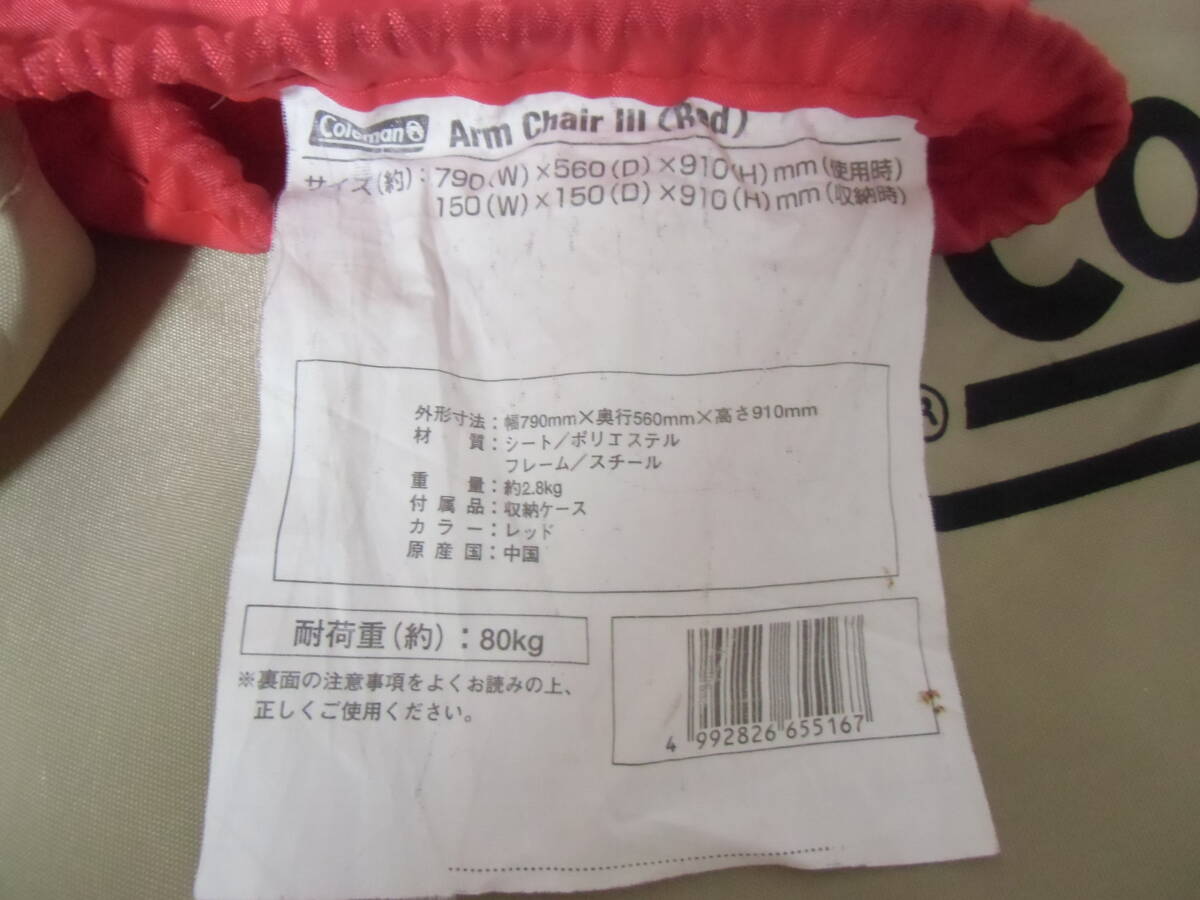 Coleman Arm Chair III (Red)
サイズ(約):790(W)×560(D)×910(H)mm(使用時)
150(W)×150(D)×910(H)mm(収納時)
Co
®
外形寸法:幅790mm×奥行560mm×高さ910mm
材 質:シート/ポリエステル
フレーム/スチール
重 量:約2.8kg
付属品:収納ケース
カラー:レッド
原産国:中国
耐荷重(約):80kg
※裏面の注意事項をよくお読みの上、
正しくご使用ください。
4 992826 655167